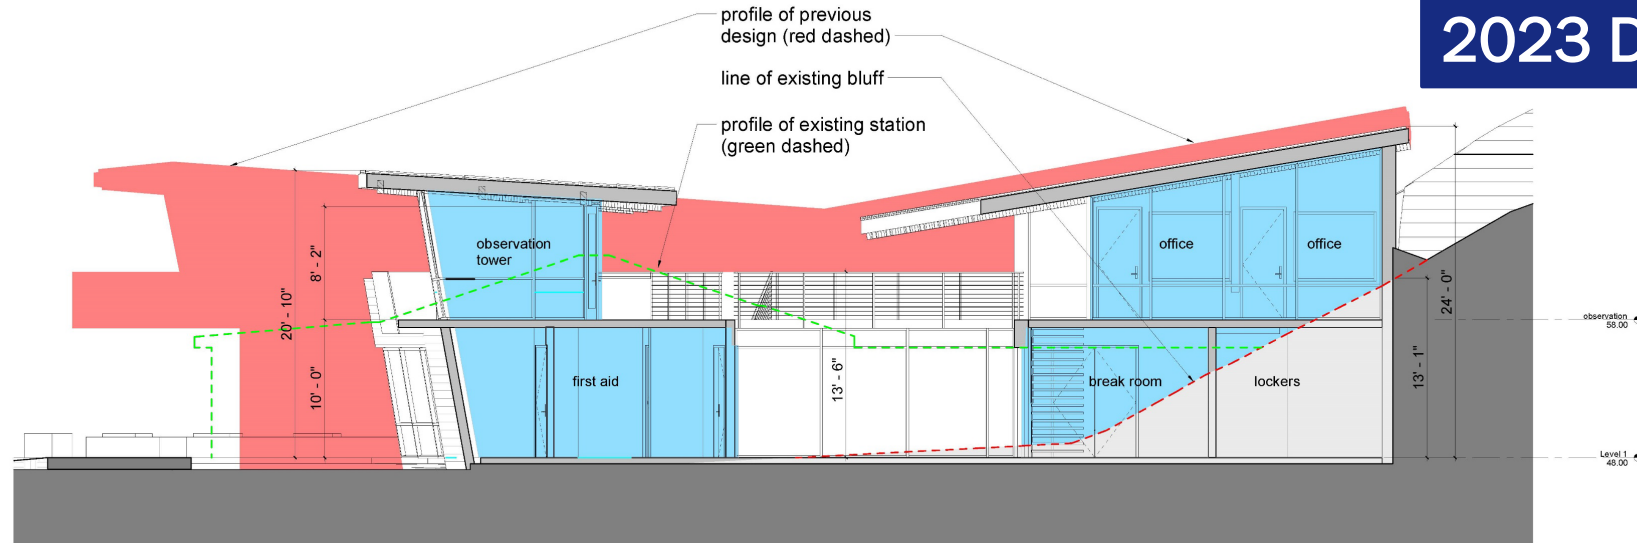 profile of previous
design (red dashed)
2023 D
line of existing bluff
profile of existing station
(green dashed)
observation
tower
office
office
8' - 2"
20' - 10"
24' - 0"
observation
58.00
first aid
break room
lockers
10' - 0"
13' - 6"
13' - 1"
Level 1
48.00